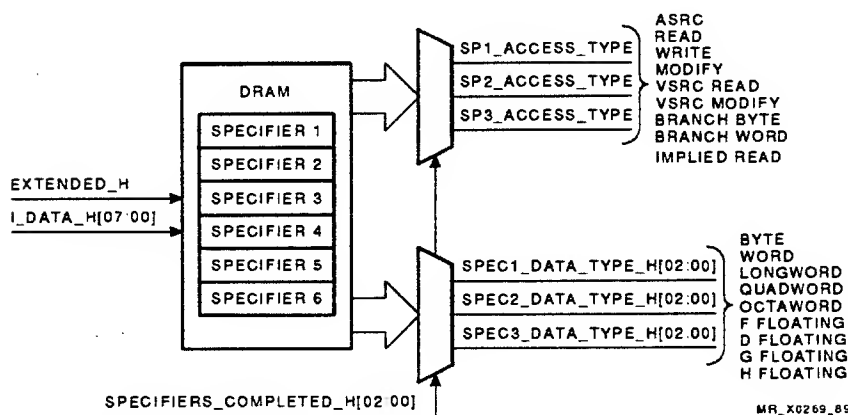 DRAM
SPECIFIER 1
SPECIFIER 2
SPECIFIER 3
SPECIFIER 4
SPECIFIER 5
SPECIFIER 6
EXTENDED_H
I_DATA_H[07:00]
SP1_ACCESS_TYPE
SP2_ACCESS_TYPE
SP3_ACCESS_TYPE
ASRC
READ
WRITE
MODIFY
VSRC READ
VSRC MODIFY
BRANCH BYTE
BRANCH WORD
IMPLIED READ
SPEC1_DATA_TYPE_H[02:00]
SPEC2_DATA_TYPE_H[02:00]
SPEC3_DATA_TYPE_H[02:00]
BYTE
WORD
LONGWORD
QUADWORD
OCTAWORD
F FLOATING
D FLOATING
G FLOATING
H FLOATING
SPECIFIERS_COMPLETED_H[02:00]
MR_X0269_89